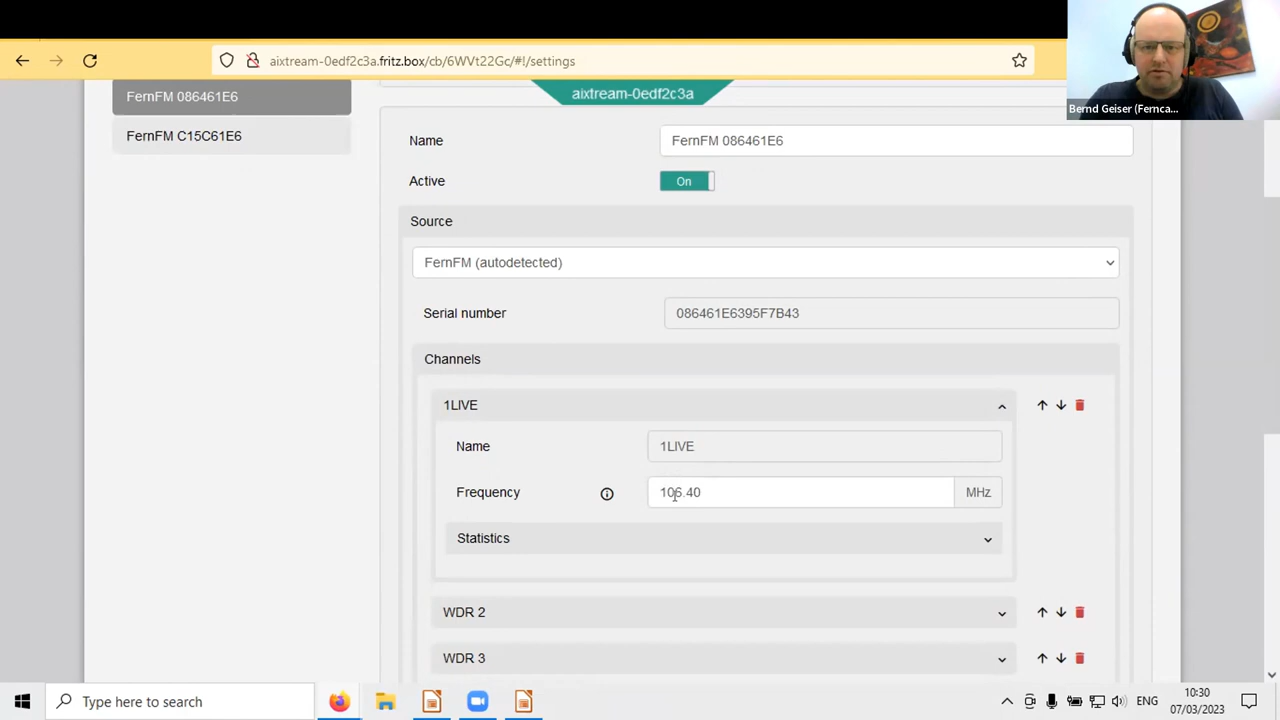 aixtream-0edf2c3a.fritz.box/cb/6WVt22Gc/#!/settings
Bernd Geiser (Fernca...
FernFM 086461E6
FernFM C15C61E6
aixtream-0edf2c3a
Name
FernFM 086461E6
Active
On
Source
FernFM (autodetected)
Serial number
086461E6395F7B43
Channels
1LIVE
Name
1LIVE
Frequency
106.40
MHz
Statistics
WDR 2
WDR 3
Type here to search
ENG
10:30
07/03/2023